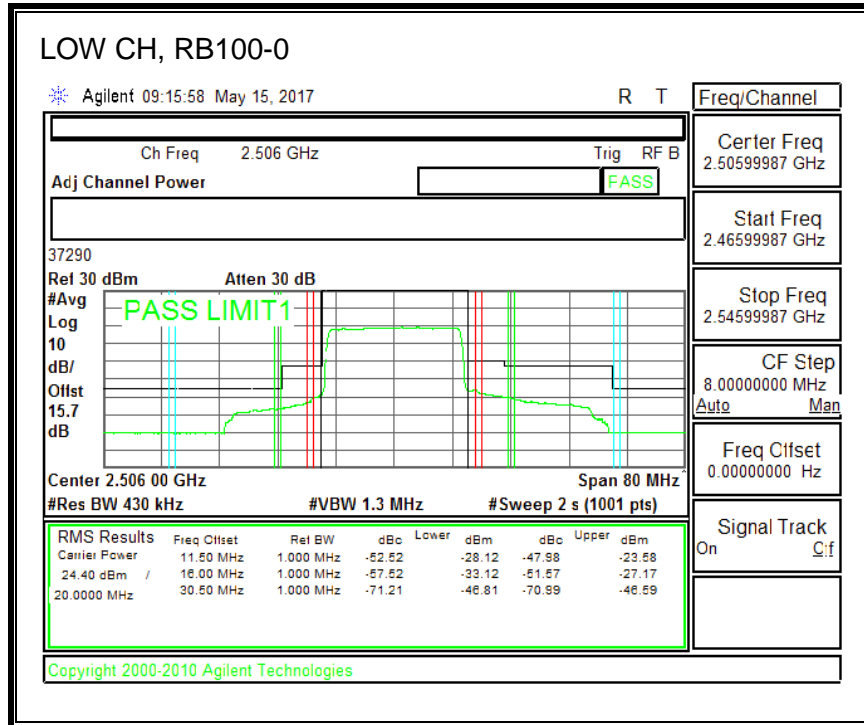 LOW CH, RB100-0
Agilent 09:15:58 May 15, 2017 R T
Freq/Channel
Ch Freq 2.506 GHz Trig RF B
Adj Channel Power PASS
Center Freq
2.50599987 GHz
Start Freq
2.46599987 GHz
37290
Ref 30 dBm Atten 30 dB
#Avg
Log
10
dB/
Offst
15.7
dB
PASS LIMIT1
Stop Freq
2.54599987 GHz
CF Step
8.00000000 MHz
Auto Man
Freq Offset
0.00000000 Hz
Center 2.506 00 GHz Span 80 MHz
#Res BW 430 kHz #VBW 1.3 MHz #Sweep 2 s (1001 pts)
Signal Track
On Off
RMS Results Freq Offset Ref BW dBc Lower dBm dBc Upper dBm
Carrier Power 11.50 MHz 1.000 MHz -52.52 -28.12 -47.98 -23.58
24.40 dBm / 16.00 MHz 1.000 MHz -57.52 -33.12 -51.57 -27.17
20.0000 MHz 30.50 MHz 1.000 MHz -71.21 -46.81 -70.99 -46.59
Copyright 2000-2010 Agilent Technologies